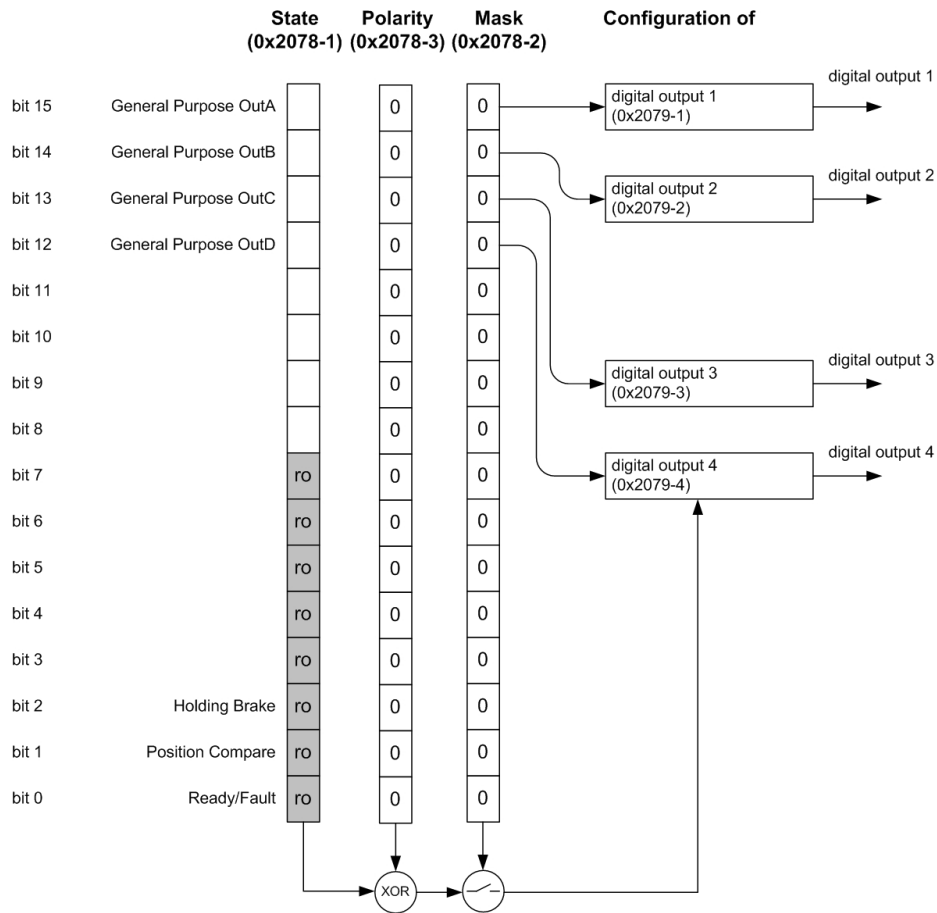 State Polarity Mask Configuration of
(0x2078-1) (0x2078-3) (0x2078-2)
digital output 1
bit 15 General Purpose OutA 0 0 digital output 1
(0x2079-1)
bit 14 General Purpose OutB 0 0
digital output 2
digital output 2
(0x2079-2)
bit 13 General Purpose OutC 0 0
bit 12 General Purpose OutD 0 0
bit 11 0 0
bit 10 0 0
digital output 3
digital output 3
(0x2079-3)
bit 9 0 0
bit 8 0 0
digital output 4
digital output 4
(0x2079-4)
bit 7 ro 0 0
bit 6 ro 0 0
bit 5 ro 0 0
bit 4 ro 0 0
bit 3 ro 0 0
bit 2 Holding Brake ro 0 0
bit 1 Position Compare ro 0 0
bit 0 Ready/Fault ro 0 0
XOR